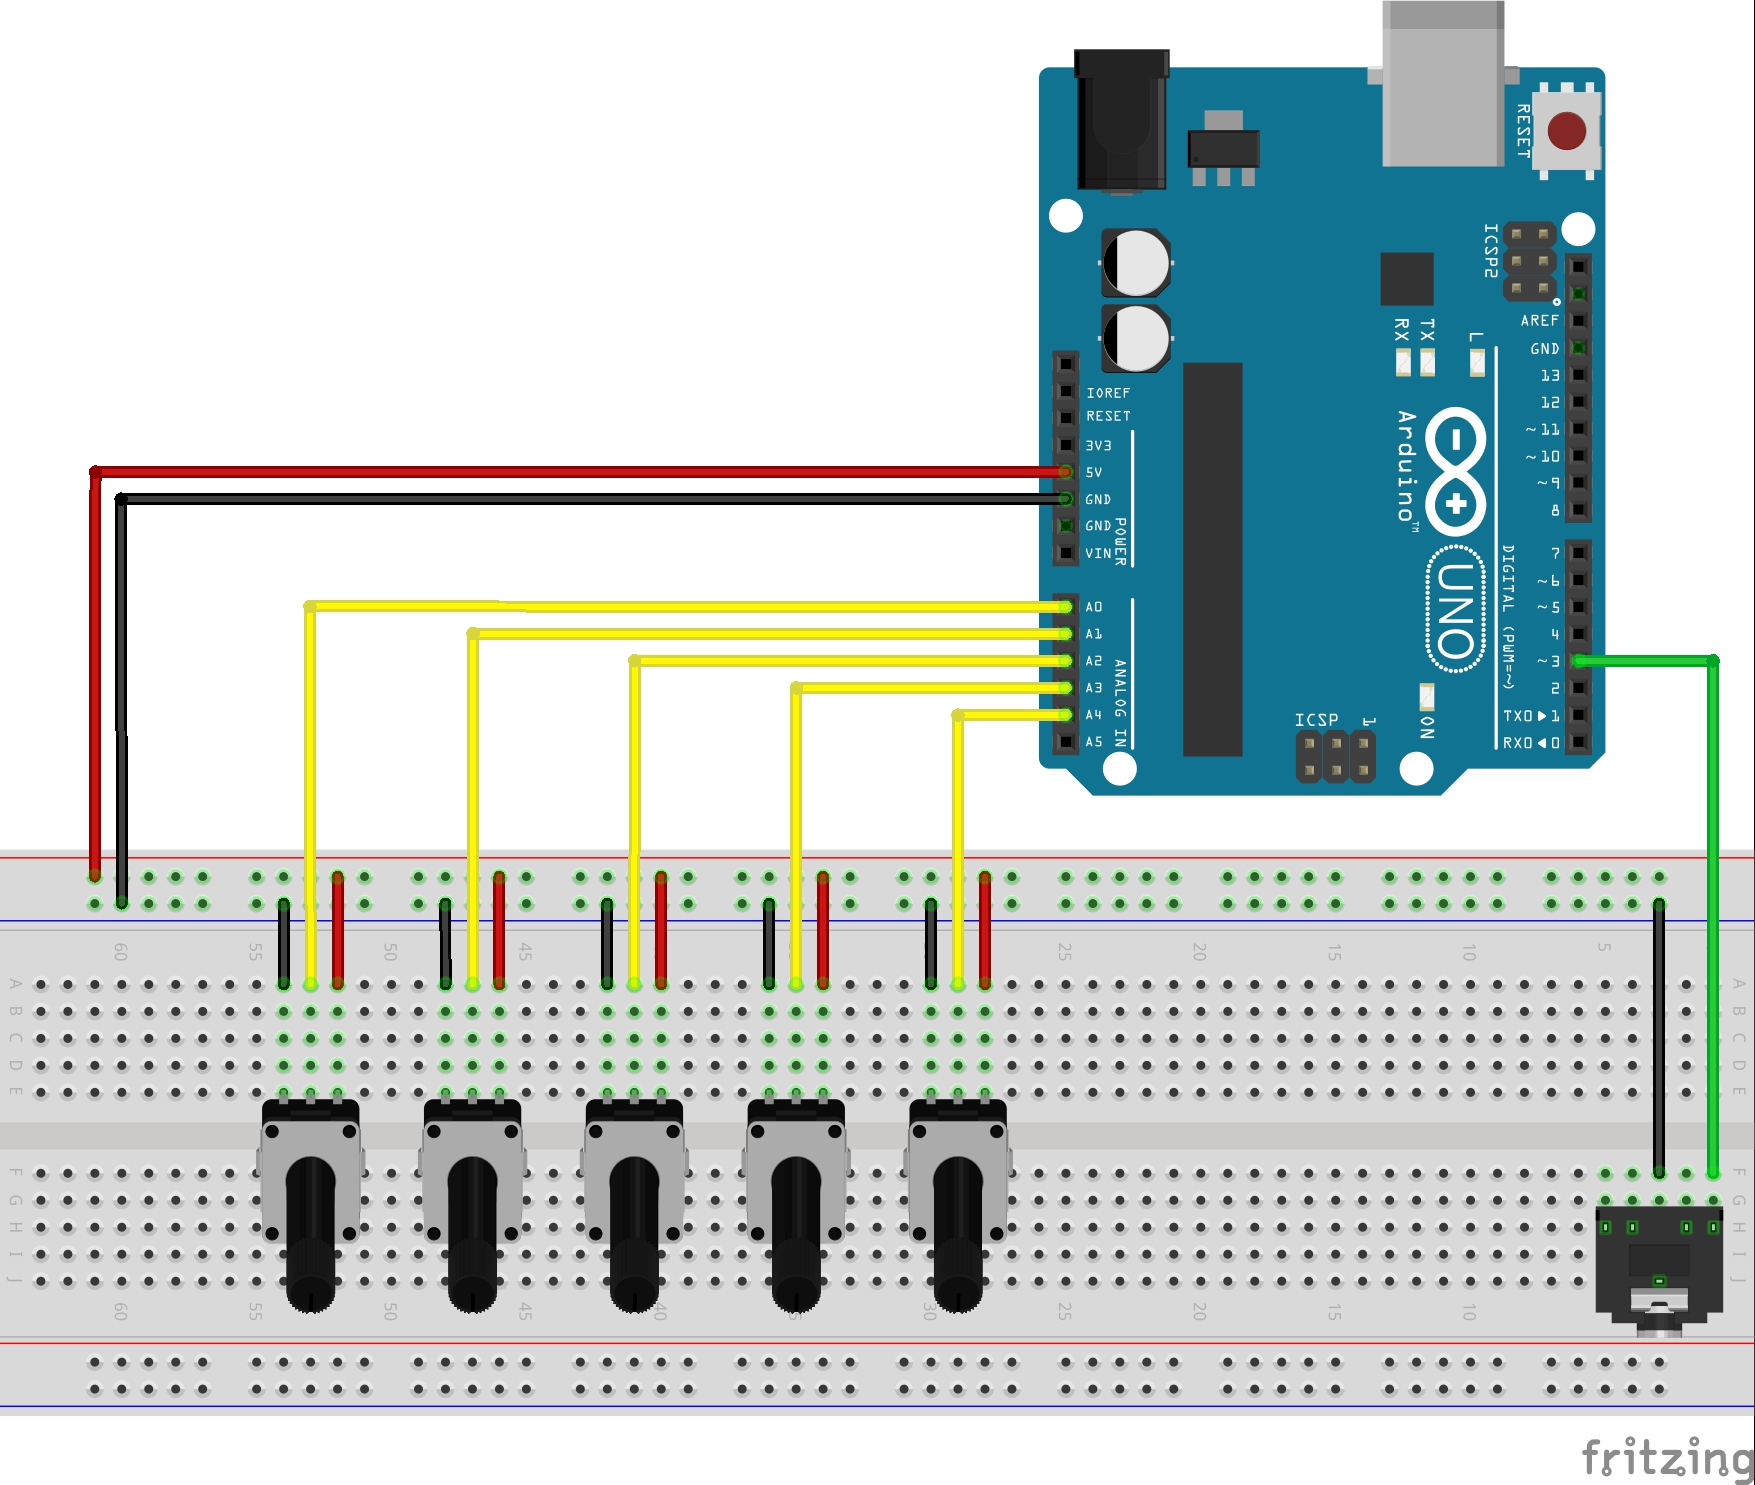 RESET
ICSP2
AREF
GND
RX
TX
L
13
12
~11
~10
~9
8
IOREF
RESET
3V3
5V
GND
GND
VIN
POWER
Arduino™
UNO
7
~6
~5
4
~3
2
TX0▶1
RX0◀0
DIGITAL (PWM=~)
A0
A1
A2
A3
A4
A5
ANALOG IN
ICSP
1
ON
60
55
50
45
25
20
15
10
5
A
B
C
D
E
A
B
C
D
E
F
G
H
I
J
F
G
H
I
J
60
55
50
45
40
30
25
20
15
10
fritzing